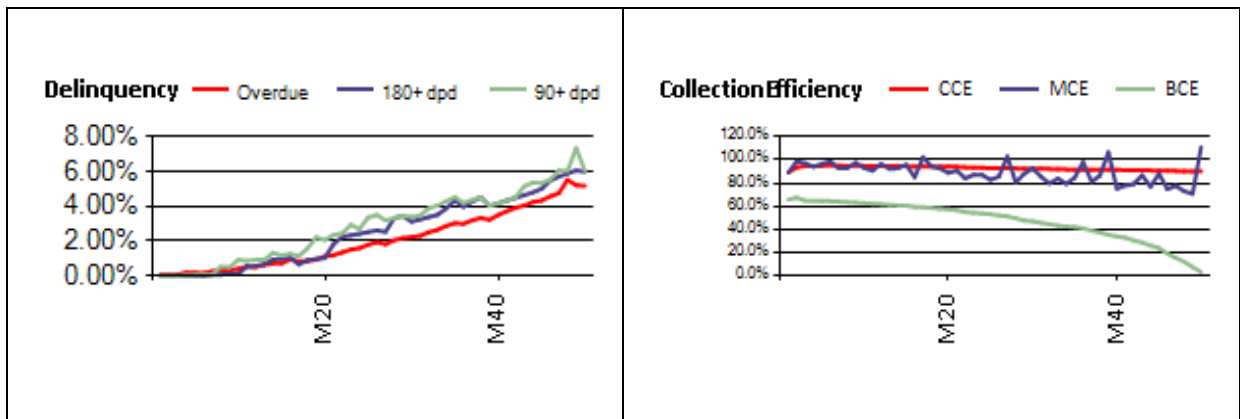 Delinquency Overdue 180+ dpd 90+ dpd
8.00%
6.00%
4.00%
2.00%
0.00%
M20
M40
Collection Efficiency CCE MCE BCE
120.0%
100.0%
80.0%
60.0%
40.0%
20.0%
0.0%
M20
M40